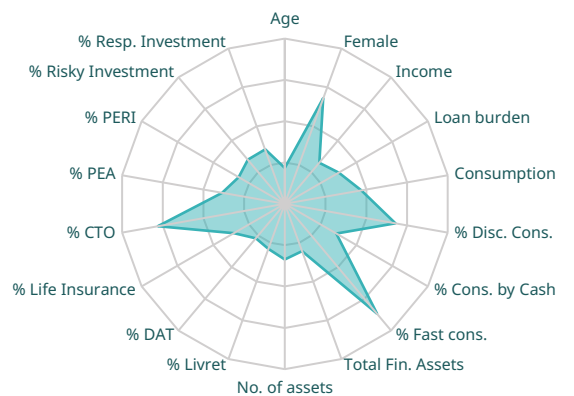 Age
Female
Income
Loan burden
Consumption
% Disc. Cons.
% Cons. by Cash
% Fast cons.
Total Fin. Assets
No. of assets
% Livret
% DAT
% Life Insurance
% CTO
% PEA
% PERI
% Risky Investment
% Resp. Investment